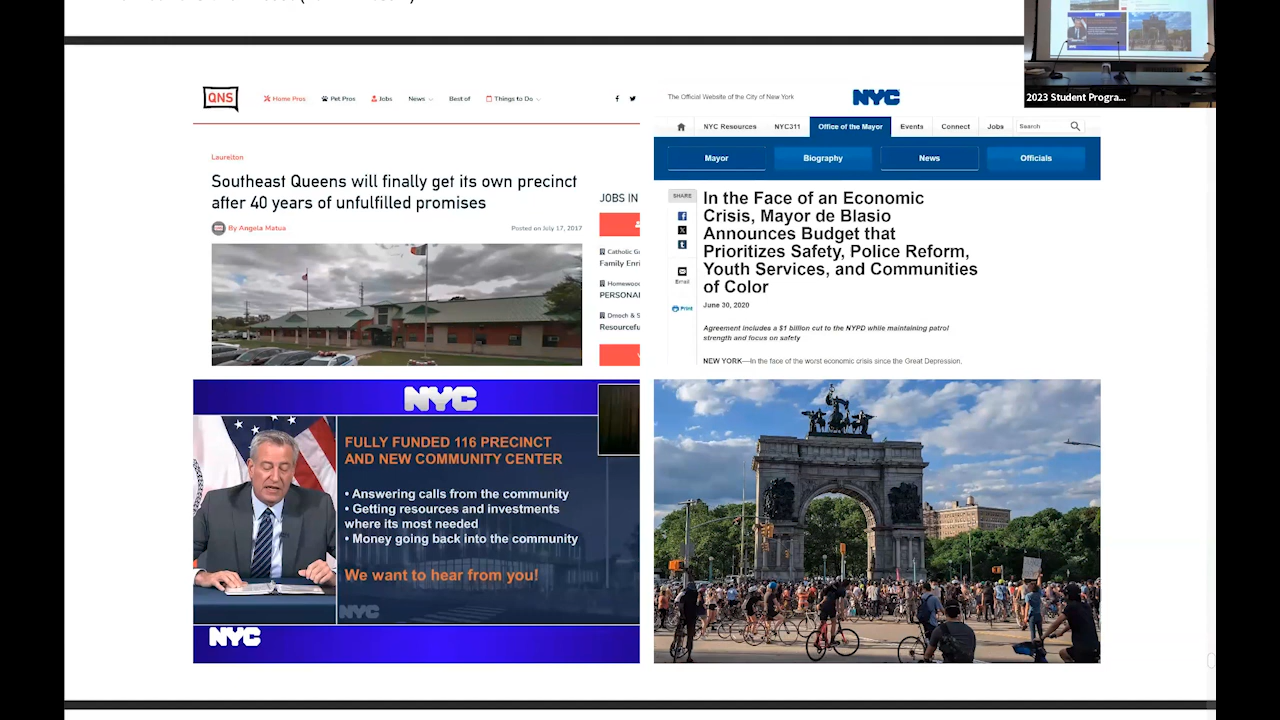 2023 Student Progra...
QNS
Home Pros
Pet Pros
Jobs
News
Best of
Things to Do
Laurelton
Southeast Queens will finally get its own precinct
after 40 years of unfulfilled promises
By Angela Matua
Posted on July 17, 2017
JOBS IN
Catholic
Family Enri
Homewood
PERSONA
Resourcefu
The Official Website of the City of New York
NYC
NYC Resources
NYC311
Office of the Mayor
Events
Connect
Jobs
Search
Mayor
Biography
News
Officials
SHARE
Email
Print
In the Face of an Economic
Crisis, Mayor de Blasio
Announces Budget that
Prioritizes Safety, Police Reform,
Youth Services, and Communities
of Color
June 30, 2020
Agreement includes a $1 billion cut to the NYPD while maintaining patrol
strength and focus on safety
NEW YORK—In the face of the worst economic crisis since the Great Depression,
NYC
FULLY FUNDED 116 PRECINCT
AND NEW COMMUNITY CENTER
• Answering calls from the community
• Getting resources and investments
where its most needed
• Money going back into the community
We want to hear from you!
NYC
NYC